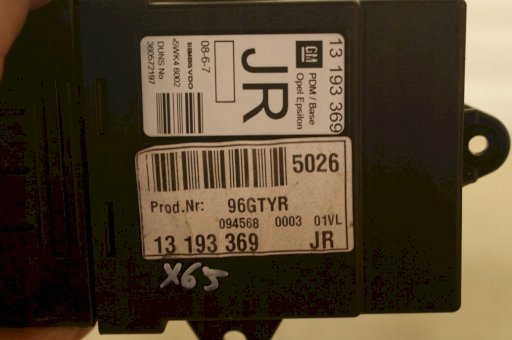 13 193 369
GM
PDM / Base
Opel Epsilon
JR
08-6-7
SIEMENS VDO
5WK4 6002
DUNS No:
360572197
5026
Prod.Nr: 96GTYR
094568 0003 01VL
13 193 369 JR
X65